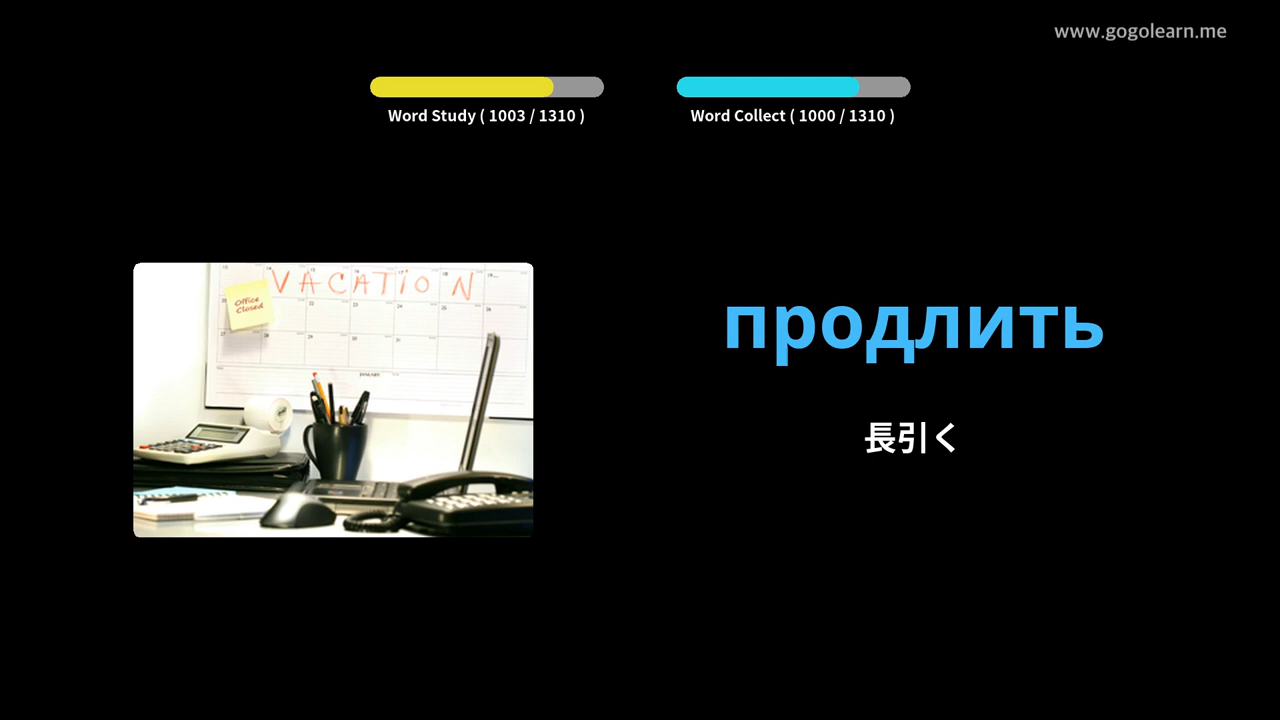 www.gogolearn.me
Word Study ( 1003 / 1310 )
Word Collect ( 1000 / 1310 )
VACATION
Office
Closed
продлить
長引く